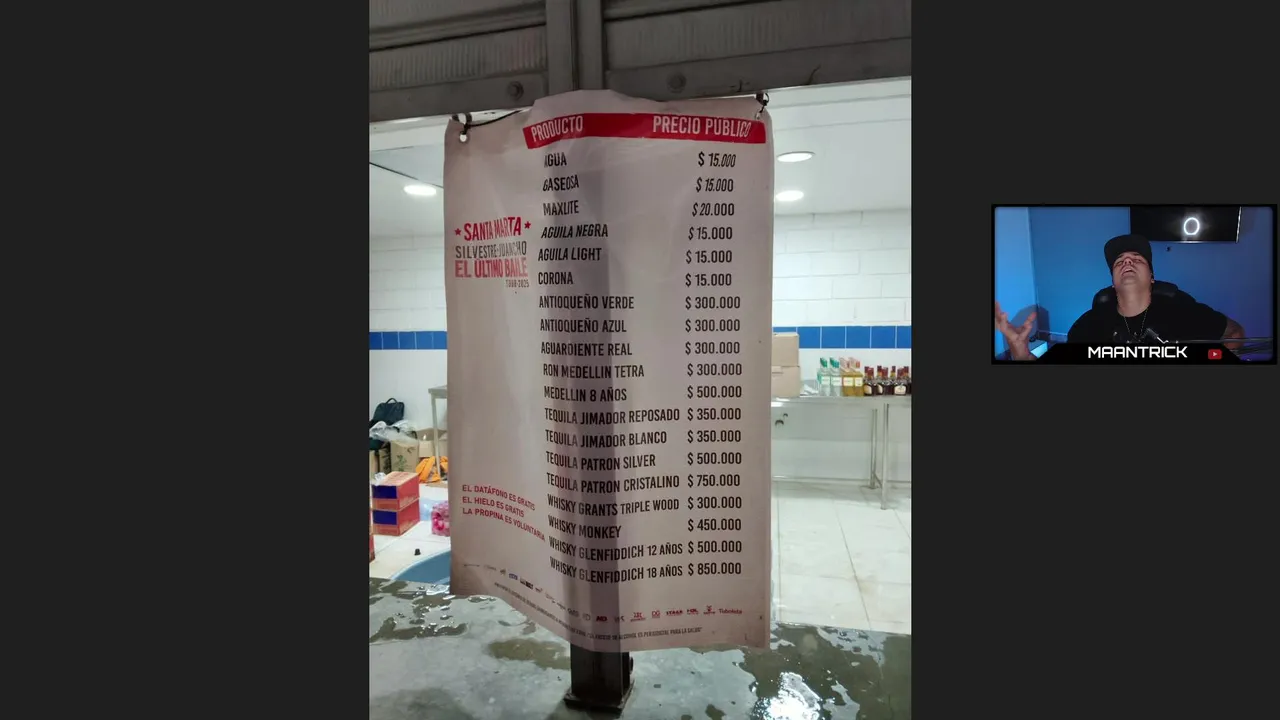 PRODUCTO PRECIO PUBLICO
AGUA $ 15.000
GASEOSA $ 15.000
MAXLITE $ 20.000
AGUILA NEGRA $ 15.000
AGUILA LIGHT $ 15.000
CORONA $ 15.000
ANTIOQUEÑO VERDE $ 300.000
ANTIOQUEÑO AZUL $ 300.000
AGUARDIENTE REAL $ 300.000
RON MEDELLIN TETRA $ 300.000
MEDELLIN 8 AÑOS $ 500.000
TEQUILA JIMADOR REPOSADO $ 350.000
TEQUILA JIMADOR BLANCO $ 350.000
TEQUILA PATRON SILVER $ 500.000
TEQUILA PATRON CRISTALINO $ 750.000
WHISKY GRANTS TRIPLE WOOD $ 300.000
WHISKY MONKEY $ 450.000
WHISKY GLENFIDDICH 12 AÑOS $ 500.000
WHISKY GLENFIDDICH 18 AÑOS $ 850.000
SANTA MARTA
SILVESTRE-JUANCHO
EL ÚLTIMO BAILE
TOUR-2025
EL DATÁFONO ES GRATIS
EL HIELO ES GRATIS
LA PROPINA ES VOLUNTARIA
MAANTRICK